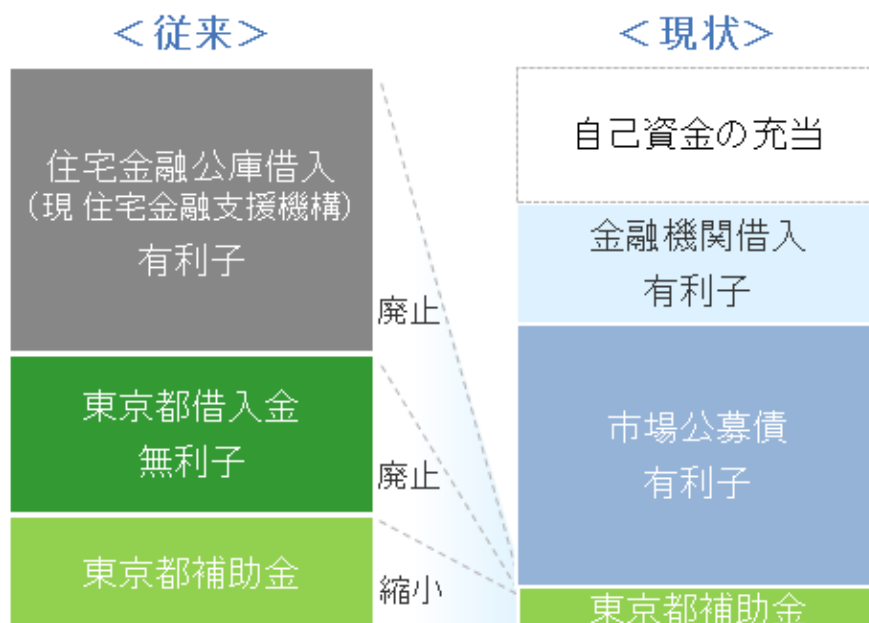 ＜従来＞
住宅金融公庫借入
（現 住宅金融支援機構）
有利子
廃止
東京都借入金
無利子
廃止
東京都補助金
縮小
＜現状＞
自己資金の充当
金融機関借入
有利子
市場公募債
有利子
東京都補助金